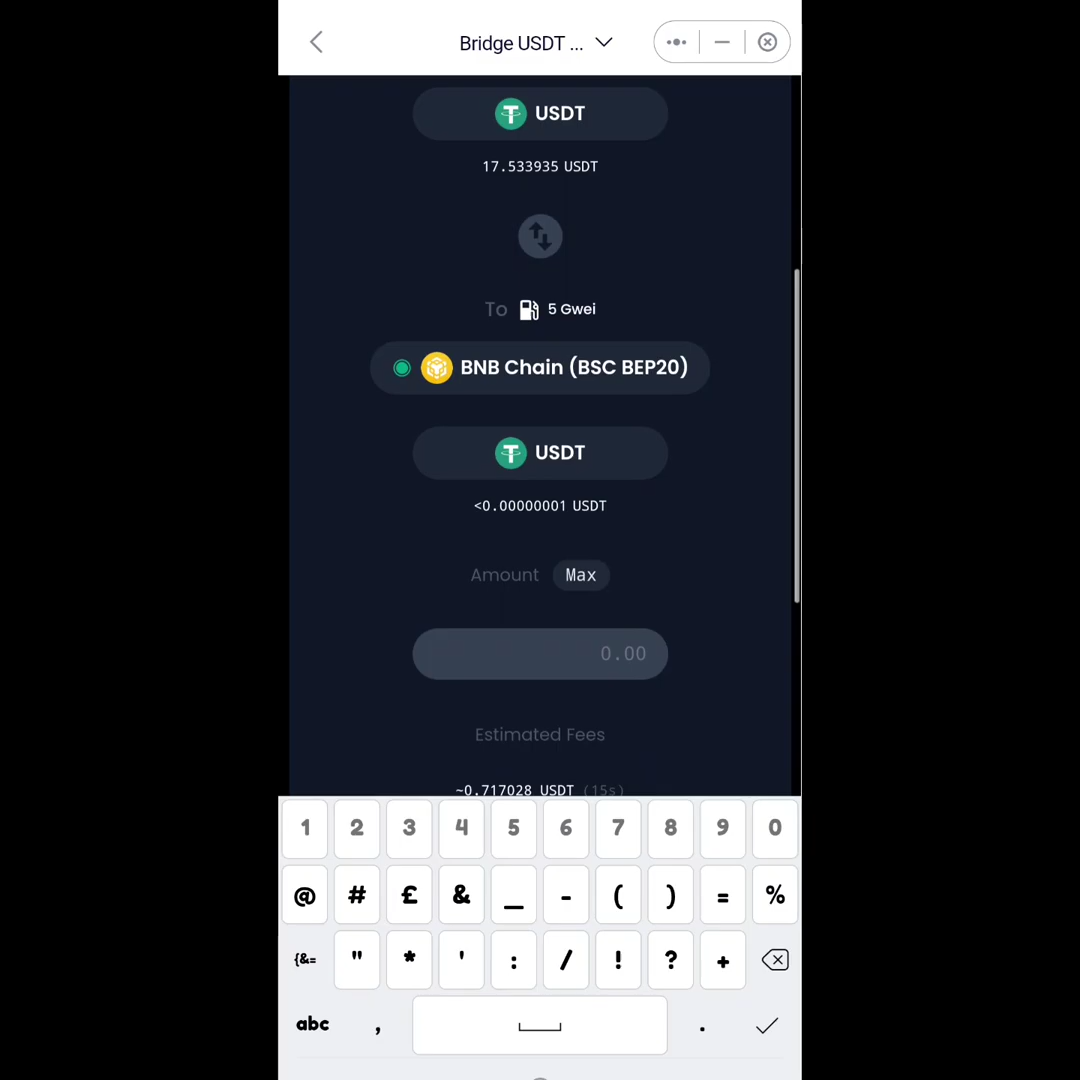 Bridge USDT ...
USDT
17.533935 USDT
To 5 Gwei
BNB Chain (BSC BEP20)
USDT
<0.00000001 USDT
Amount Max
0.00
Estimated Fees
~0.717028 USDT (15s)
1 2 3 4 5 6 7 8 9 0
@ # £ & _ - ( ) = %
{&= " * ' : / ! ? +
abc , .